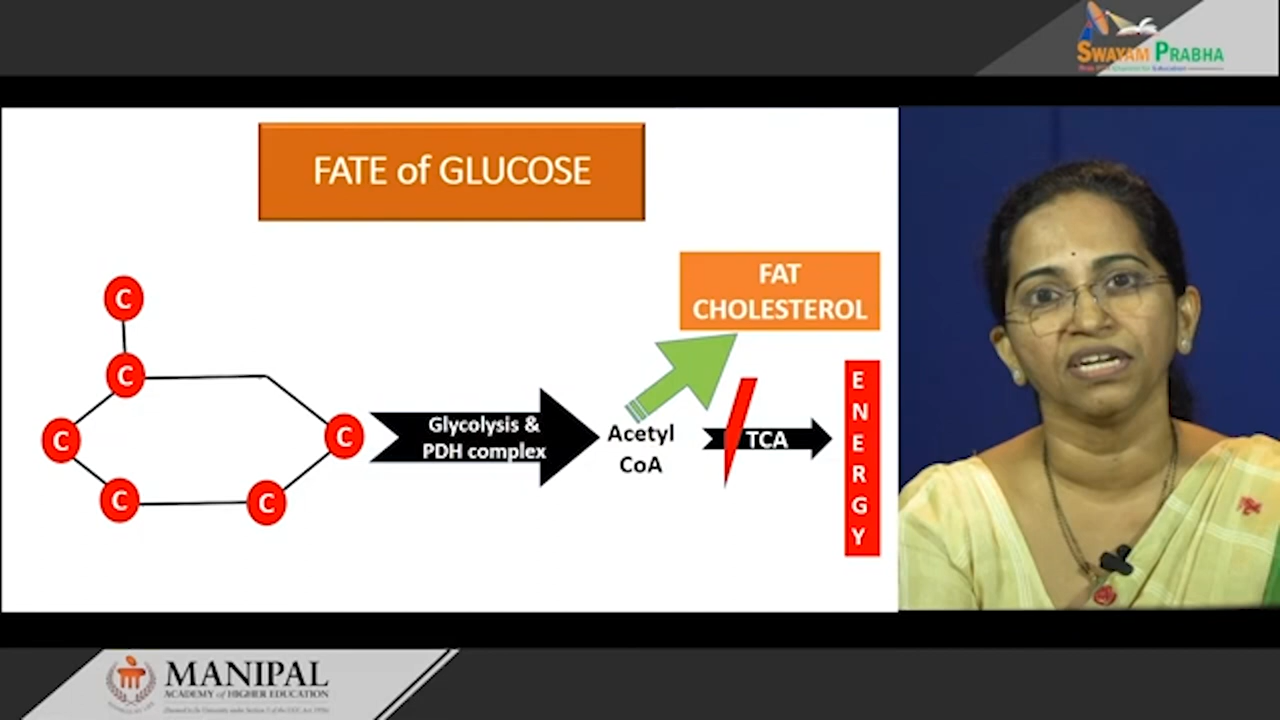 SWAYAM PRABHA
FATE of GLUCOSE
FAT
CHOLESTEROL
C
C
C
C
C
C
Glycolysis &
PDH complex
Acetyl
CoA
TCA
E
N
E
R
G
Y
MANIPAL
ACADEMY of HIGHER EDUCATION